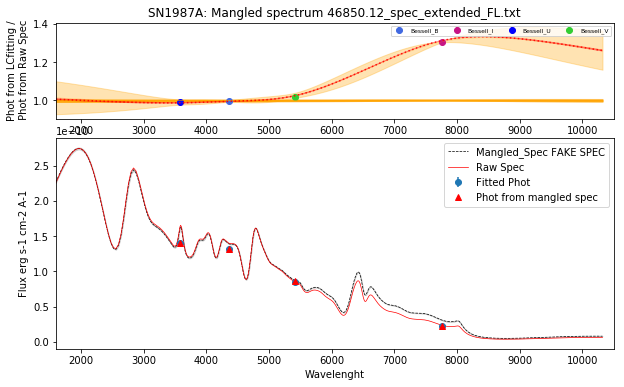 SN1987A: Mangled spectrum 46850.12_spec_extended_FL.txt
Phot from LCfitting /
Phot from Raw Spec
1.4
1.2
1.0
Bessell_B
Bessell_I
Bessell_U
Bessell_V
2000 3000 4000 5000 6000 7000 8000 9000 10000
1e−10
Flux erg s-1 cm-2 A-1
2.5
2.0
1.5
1.0
0.5
0.0
Mangled_Spec FAKE SPEC
Raw Spec
Fitted Phot
Phot from mangled spec
2000 3000 4000 5000 6000 7000 8000 9000 10000
Wavelenght